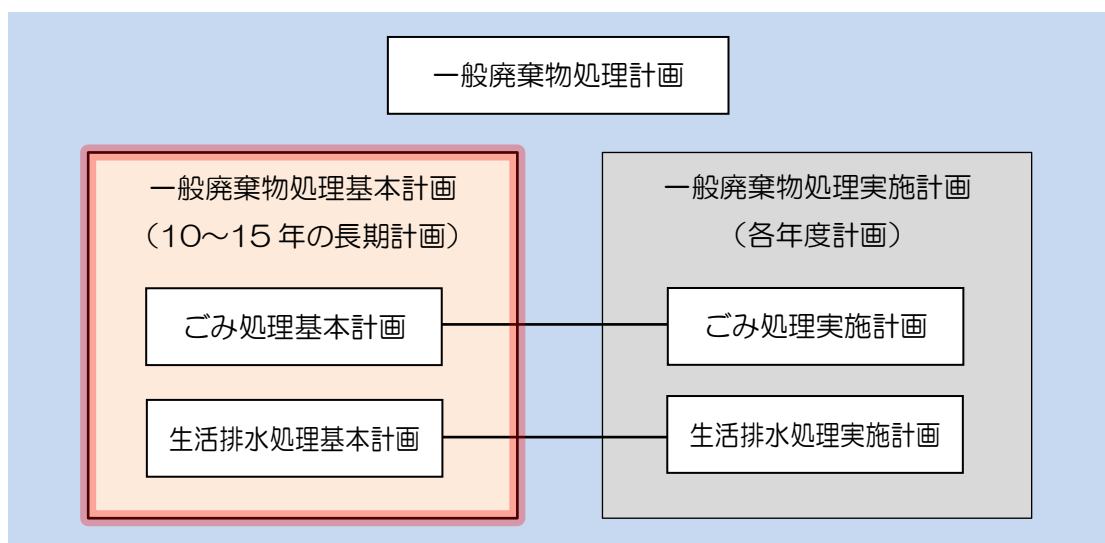 一般廃棄物処理計画
一般廃棄物処理基本計画
（10～15年の長期計画）
ごみ処理基本計画
生活排水処理基本計画
一般廃棄物処理実施計画
（各年度計画）
ごみ処理実施計画
生活排水処理実施計画